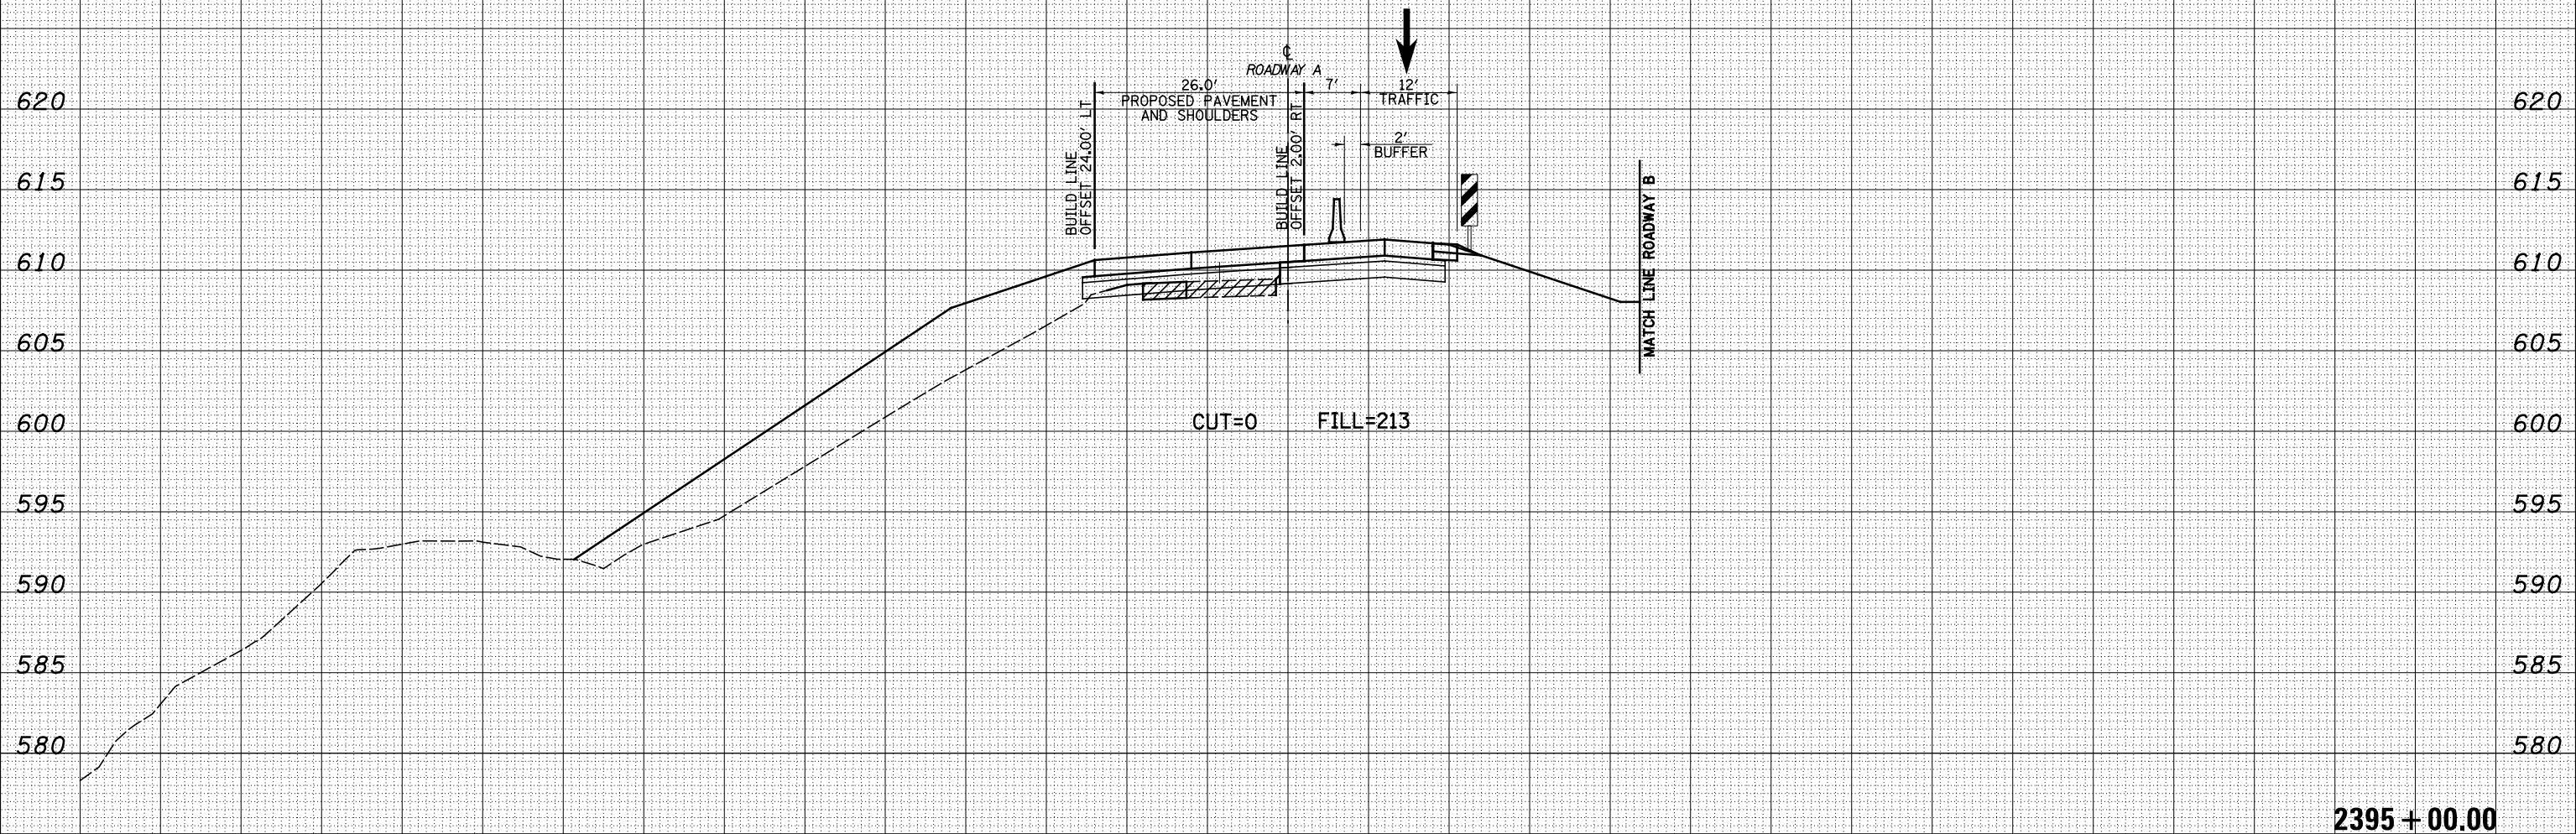 ℄
ROADWAY A
26.0' 7' 12'
PROPOSED PAVEMENT
AND SHOULDERS
TRAFFIC
2'
BUFFER
BUILD LINE
OFFSET 24.00' LT
BUILD LINE
OFFSET 2.00' RT
MATCH LINE ROADWAY B
620 620
615 615
610 610
605 605
600 600
CUT=0 FILL=213
595 595
590 590
585 585
580 580
2395+00.00